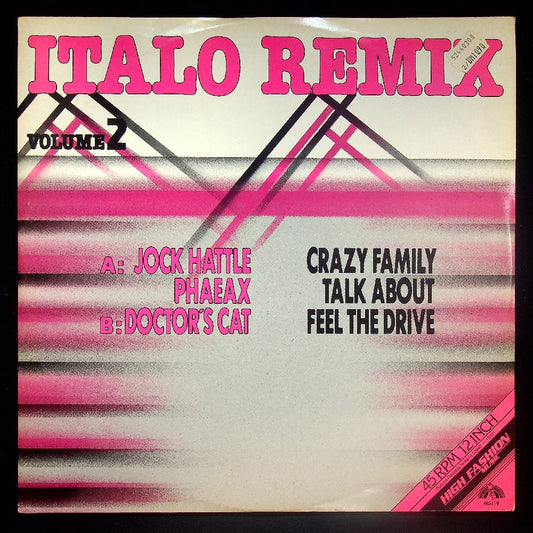 ITALO REMIX
VOLUME 2
A: JOCK HATTLE CRAZY FAMILY
PHAEAX TALK ABOUT
B: DOCTOR'S CAT FEEL THE DRIVE
45 RPM 12 INCH
HIGH FASHION